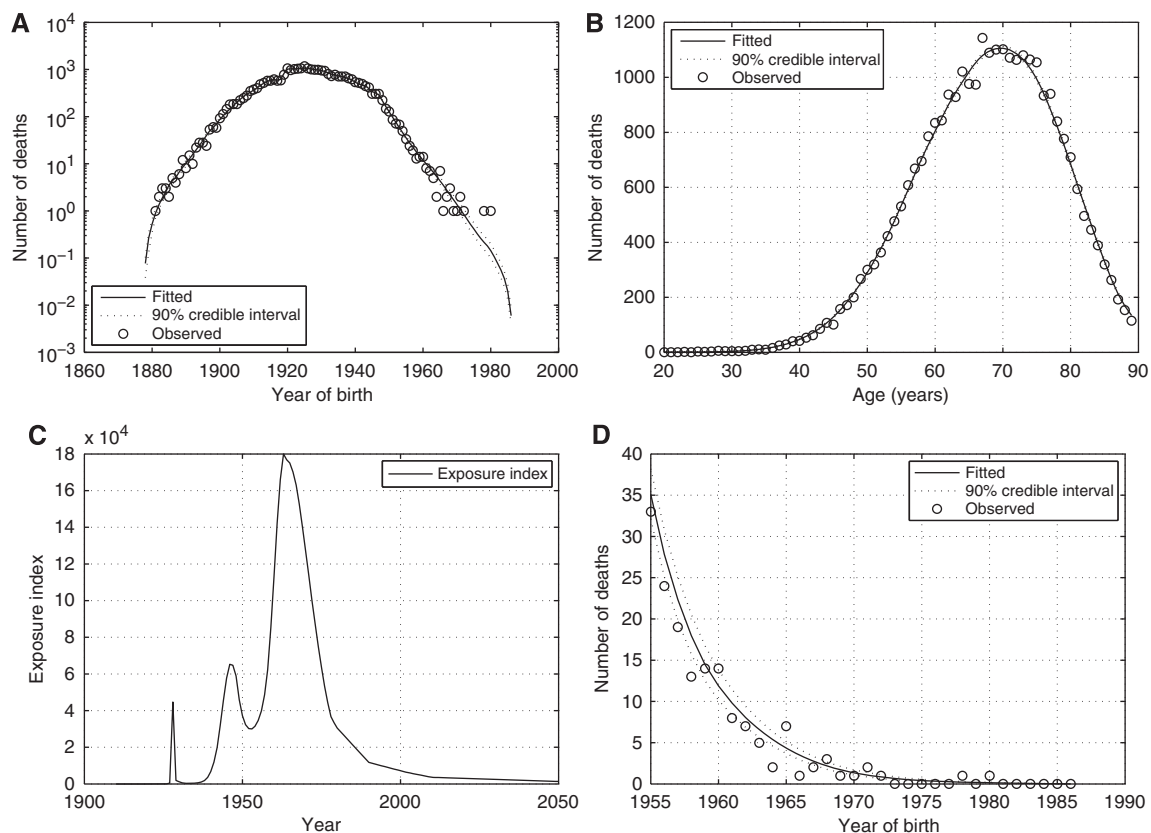 A
Number of deaths
10^4
10^3
10^2
10^1
10^0
10^−1
10^−2
10^−3
Fitted
90% credible interval
Observed
1860 1880 1900 1920 1940 1960 1980 2000
Year of birth
B
Number of deaths
1200
1000
800
600
400
200
0
Fitted
90% credible interval
Observed
20 30 40 50 60 70 80 90
Age (years)
C
x 10^4
Exposure index
18
16
14
12
10
8
6
4
2
0
Exposure index
1900 1950 2000 2050
Year
D
Number of deaths
40
35
30
25
20
15
10
5
0
Fitted
90% credible interval
Observed
1955 1960 1965 1970 1975 1980 1985 1990
Year of birth